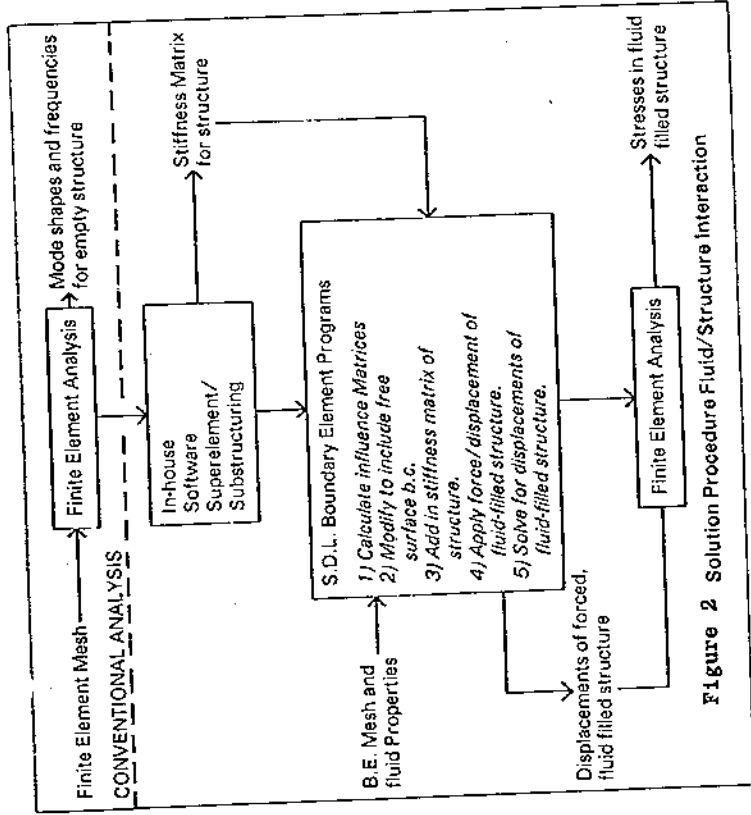 Finite Element Mesh
Finite Element Analysis
Mode shapes and frequencies
for empty structure
CONVENTIONAL ANALYSIS
In-house
Software
Superelement/
Substructuring
Stiffness Matrix
for structure
B.E. Mesh and
fluid Properties
S.D.L. Boundary Element Programs
1) Calculate influence Matrices
2) Modify to include free
surface b.c.
3) Add in stiffness matrix of
structure.
4) Apply force/displacement of
fluid-filled structure.
5) Solve for displacements of
fluid-filled structure.
Displacements of forced,
fluid filled structure
Finite Element Analysis
Stresses in fluid
filled structure
Figure 2 Solution Procedure Fluid/Structure Interaction